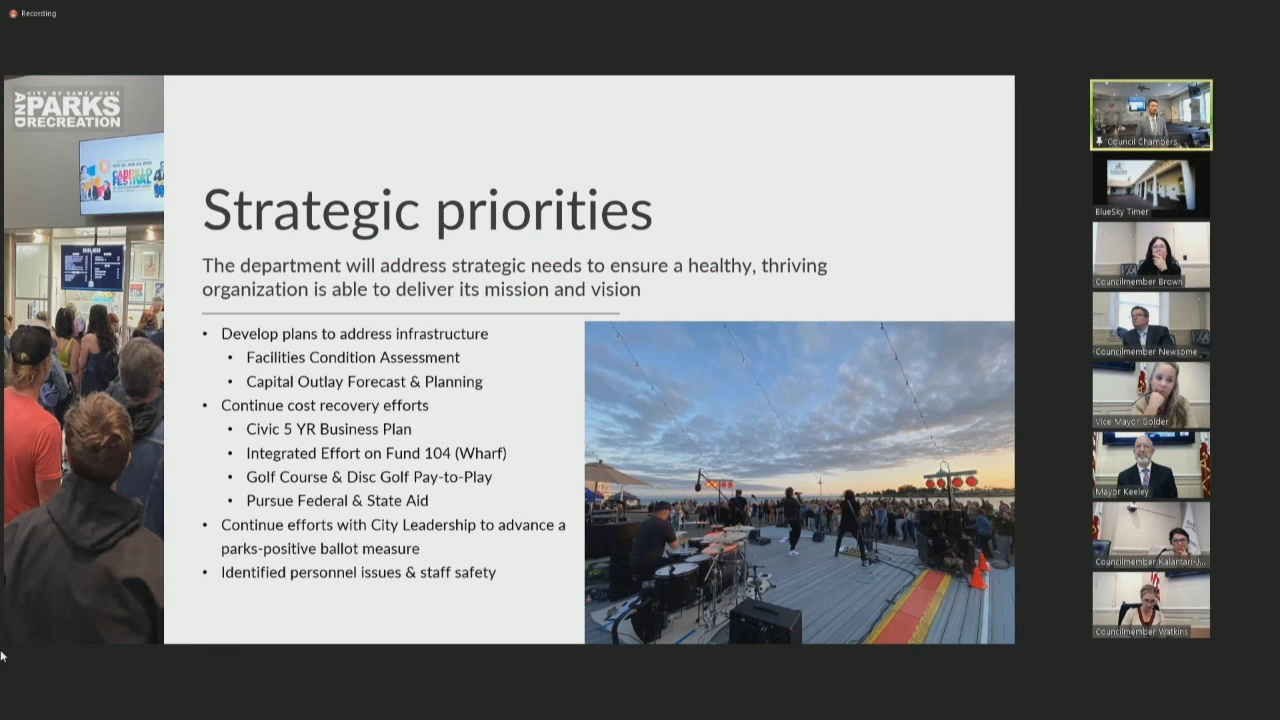 Recording
CITY OF SANTA CRUZ
PARKS
AND
RECREATION
CABRILLO
FESTIVAL
Strategic priorities
The department will address strategic needs to ensure a healthy, thriving
organization is able to deliver its mission and vision
• Develop plans to address infrastructure
• Facilities Condition Assessment
• Capital Outlay Forecast & Planning
• Continue cost recovery efforts
• Civic 5 YR Business Plan
• Integrated Effort on Fund 104 (Wharf)
• Golf Course & Disc Golf Pay-to-Play
• Pursue Federal & State Aid
• Continue efforts with City Leadership to advance a
parks-positive ballot measure
• Identified personnel issues & staff safety
Council Chambers
BlueSky Timer
Councilmember Brown
Councilmember Newsome
Vice Mayor Golder
Mayor Keeley
Councilmember Kalantari-J...
Councilmember Watkins